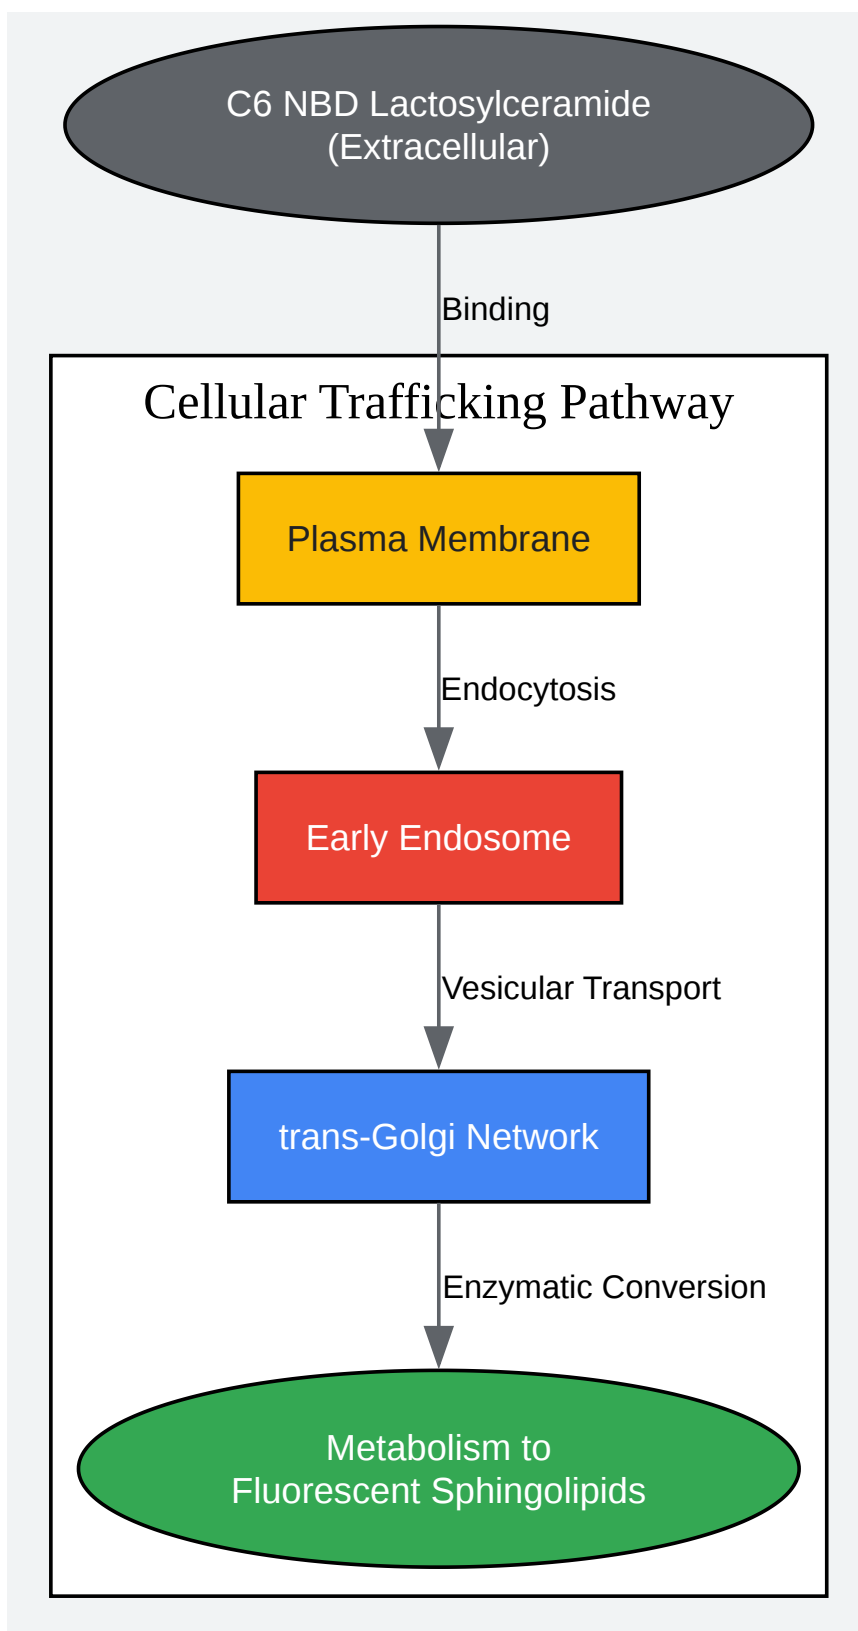 C6 NBD Lactosylceramide
(Extracellular)
Binding
Cellular Trafficking Pathway
Plasma Membrane
Endocytosis
Early Endosome
Vesicular Transport
trans-Golgi Network
Enzymatic Conversion
Metabolism to
Fluorescent Sphingolipids